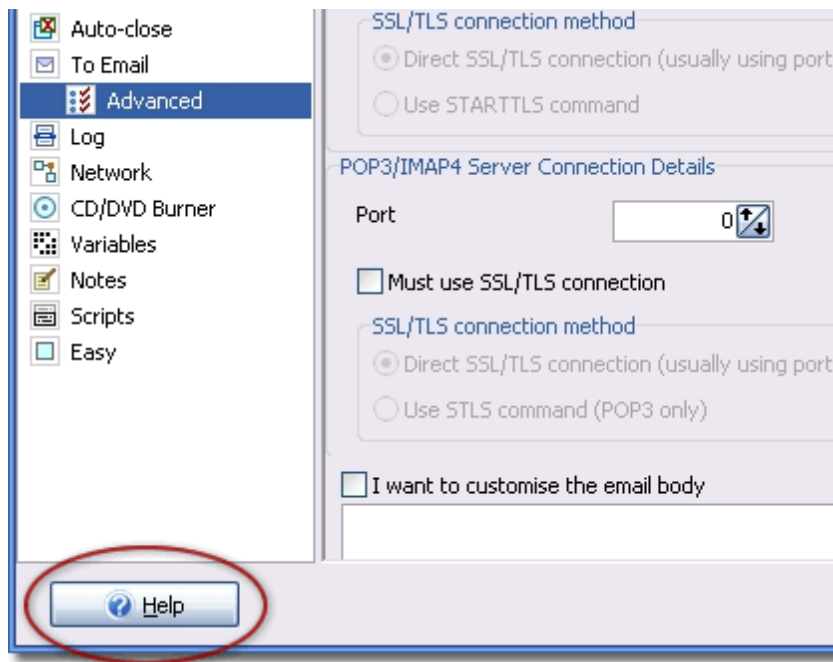 Auto-close
To Email
Advanced
Log
Network
CD/DVD Burner
Variables
Notes
Scripts
Easy
Help
SSL/TLS connection method
Direct SSL/TLS connection (usually using port
Use STARTTLS command
POP3/IMAP4 Server Connection Details
Port
0
Must use SSL/TLS connection
SSL/TLS connection method
Direct SSL/TLS connection (usually using port
Use STLS command (POP3 only)
I want to customise the email body